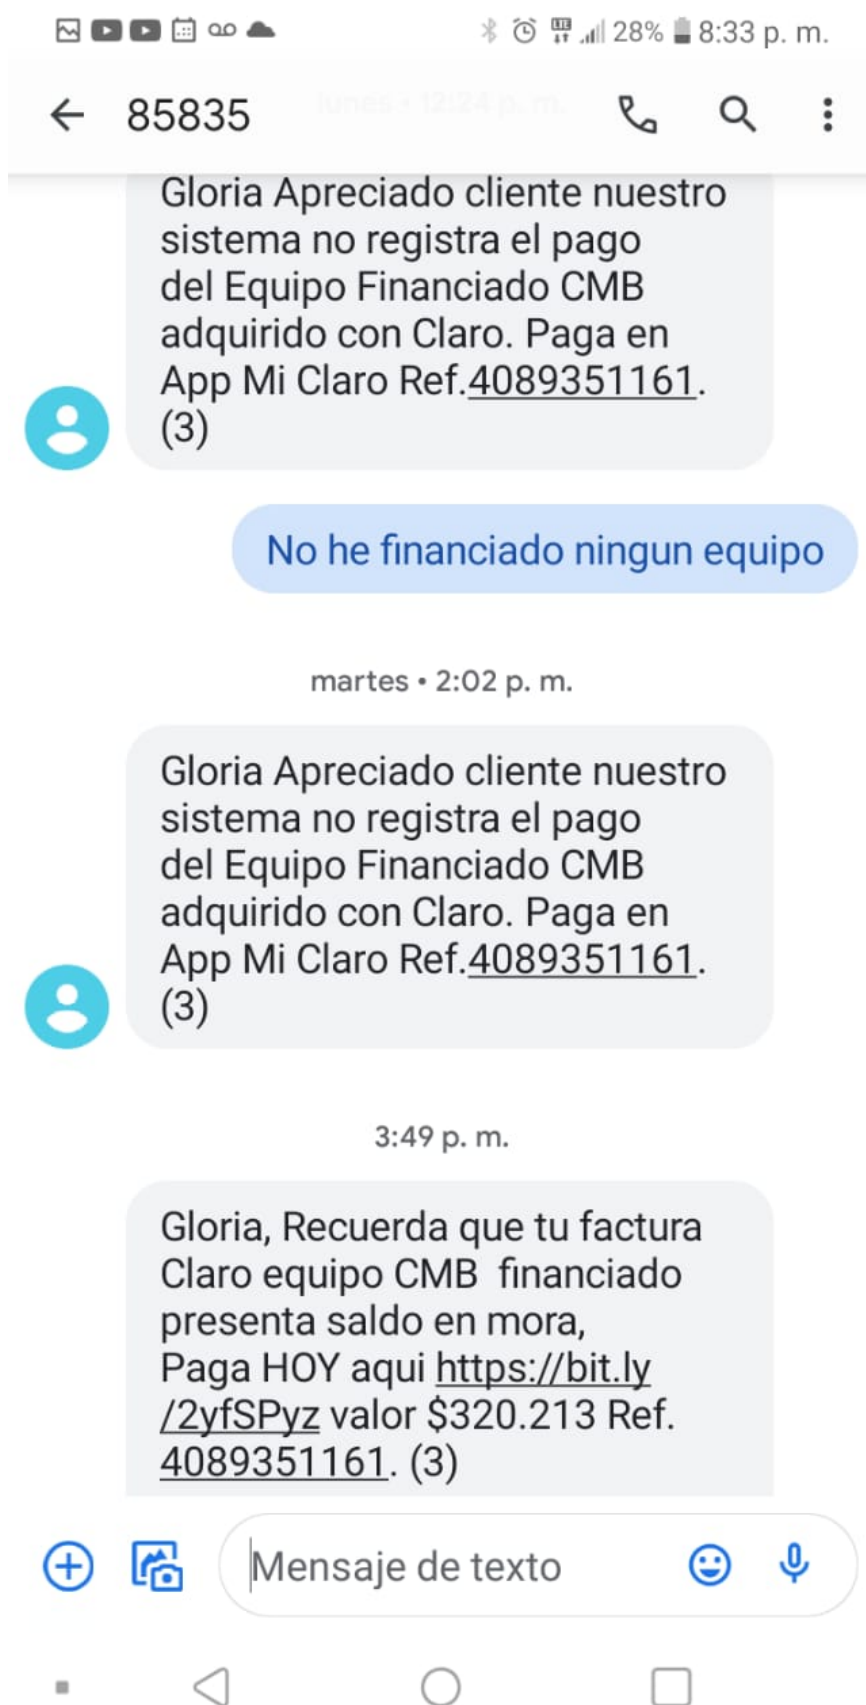 28% 8:33 p. m.
85835
lunes • 12:24 p. m.
Gloria Apreciado cliente nuestro
sistema no registra el pago
del Equipo Financiado CMB
adquirido con Claro. Paga en
App Mi Claro Ref.4089351161.
(3)
No he financiado ningun equipo
martes • 2:02 p. m.
Gloria Apreciado cliente nuestro
sistema no registra el pago
del Equipo Financiado CMB
adquirido con Claro. Paga en
App Mi Claro Ref.4089351161.
(3)
3:49 p. m.
Gloria, Recuerda que tu factura
Claro equipo CMB  financiado
presenta saldo en mora,
Paga HOY aqui https://bit.ly
/2yfSPyz valor $320.213 Ref.
4089351161. (3)
Mensaje de texto